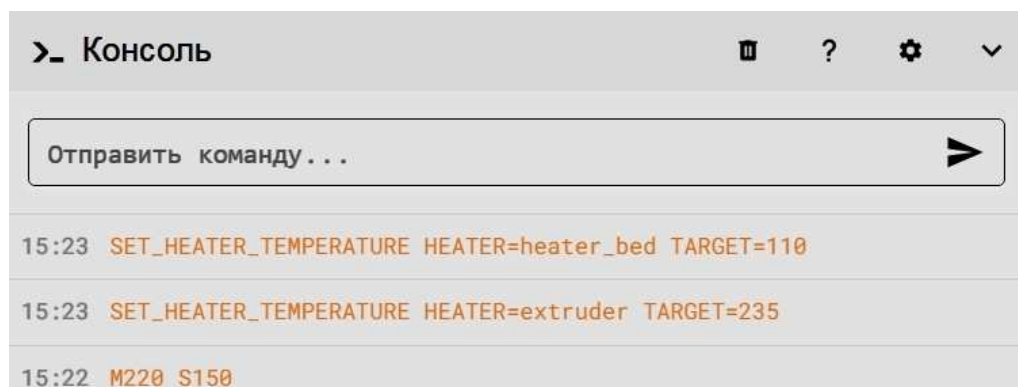 Консоль
?
Отправить команду...
15:23 SET_HEATER_TEMPERATURE HEATER=heater_bed TARGET=110
15:23 SET_HEATER_TEMPERATURE HEATER=extruder TARGET=235
15:22 M220 S150